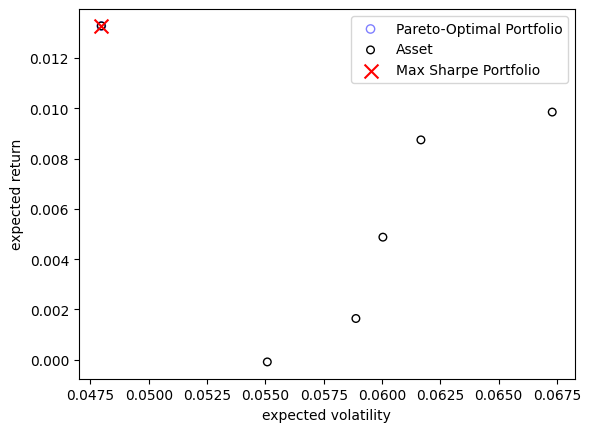 Pareto-Optimal Portfolio
Asset
Max Sharpe Portfolio
expected return
0.012
0.010
0.008
0.006
0.004
0.002
0.000
0.0475 0.0500 0.0525 0.0550 0.0575 0.0600 0.0625 0.0650 0.0675
expected volatility